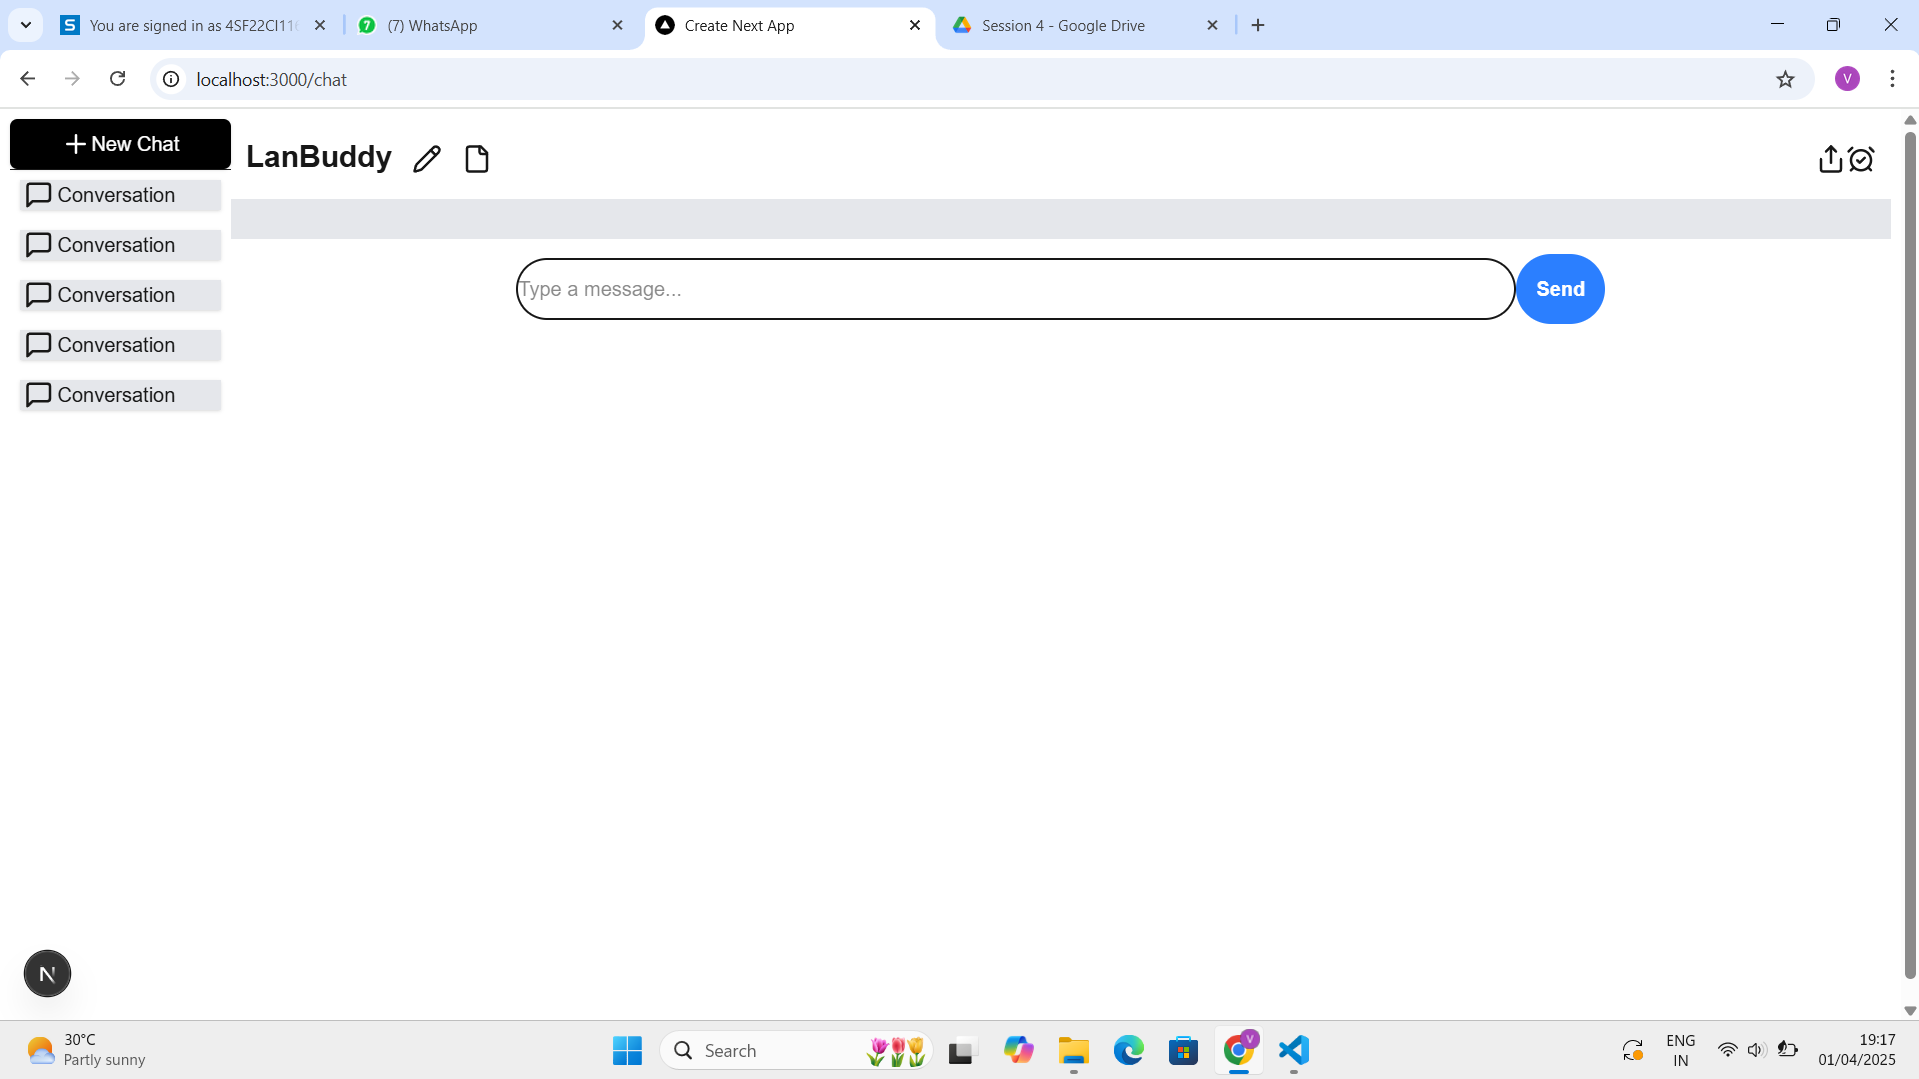 You are signed in as 4SF22CI116
(7) WhatsApp
Create Next App
Session 4 - Google Drive
localhost:3000/chat
V
New Chat
LanBuddy
Conversation
Conversation
Conversation
Conversation
Conversation
Type a message...
Send
N
30°C
Partly sunny
Search
V
ENG
IN
19:17
01/04/2025